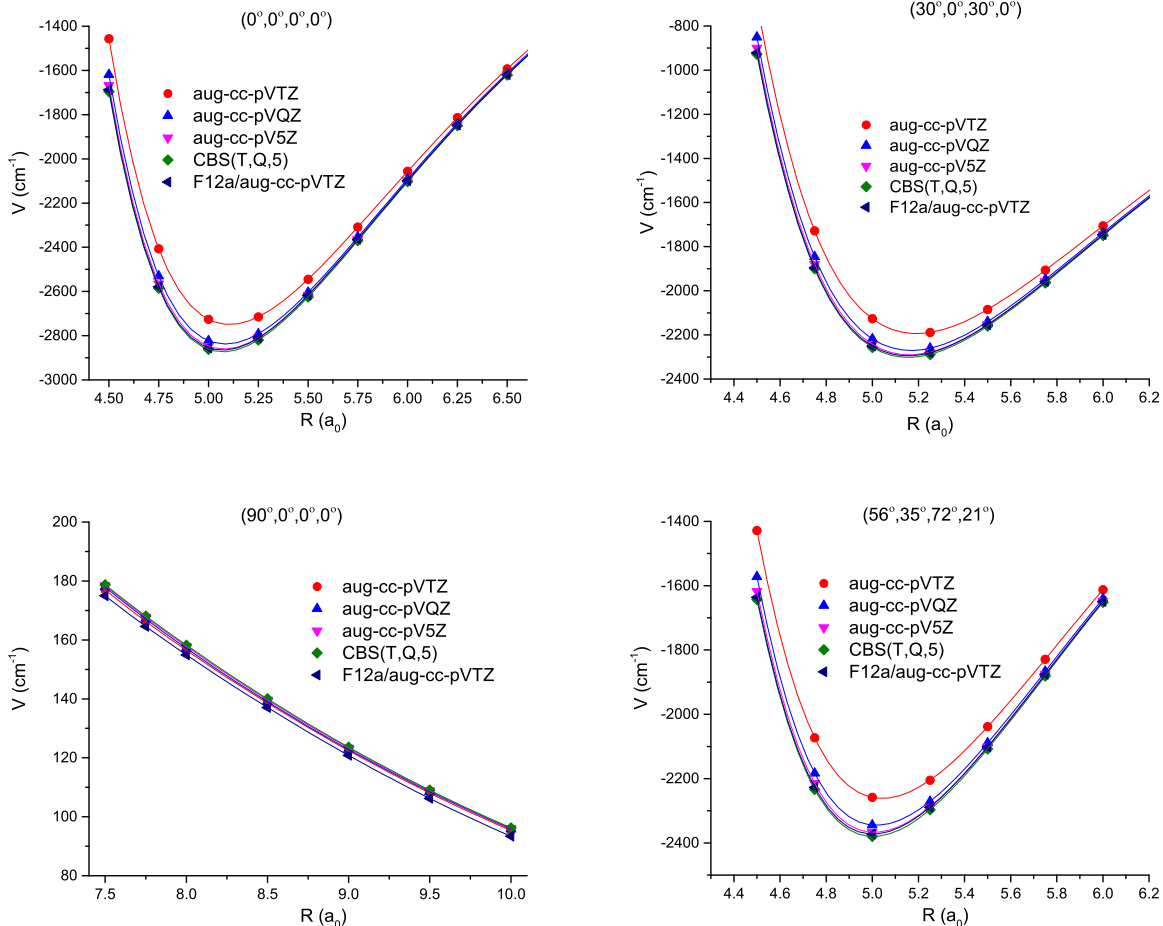 (0°,0°,0°,0°)
-1400
-1600
-1800
-2000
-2200
-2400
-2600
-2800
-3000
V (cm⁻¹)
aug-cc-pVTZ
aug-cc-pVQZ
aug-cc-pV5Z
CBS(T,Q,5)
F12a/aug-cc-pVTZ
4.50 4.75 5.00 5.25 5.50 5.75 6.00 6.25 6.50
R (a₀)
(30°,0°,30°,0°)
-800
-1000
-1200
-1400
-1600
-1800
-2000
-2200
-2400
V (cm⁻¹)
aug-cc-pVTZ
aug-cc-pVQZ
aug-cc-pV5Z
CBS(T,Q,5)
F12a/aug-cc-pVTZ
4.4 4.6 4.8 5.0 5.2 5.4 5.6 5.8 6.0 6.2
R (a₀)
(90°,0°,0°,0°)
200
180
160
140
120
100
80
V (cm⁻¹)
aug-cc-pVTZ
aug-cc-pVQZ
aug-cc-pV5Z
CBS(T,Q,5)
F12a/aug-cc-pVTZ
7.5 8.0 8.5 9.0 9.5 10.0
R (a₀)
(56°,35°,72°,21°)
-1400
-1600
-1800
-2000
-2200
-2400
V (cm⁻¹)
aug-cc-pVTZ
aug-cc-pVQZ
aug-cc-pV5Z
CBS(T,Q,5)
F12a/aug-cc-pVTZ
4.4 4.6 4.8 5.0 5.2 5.4 5.6 5.8 6.0 6.2
R (a₀)